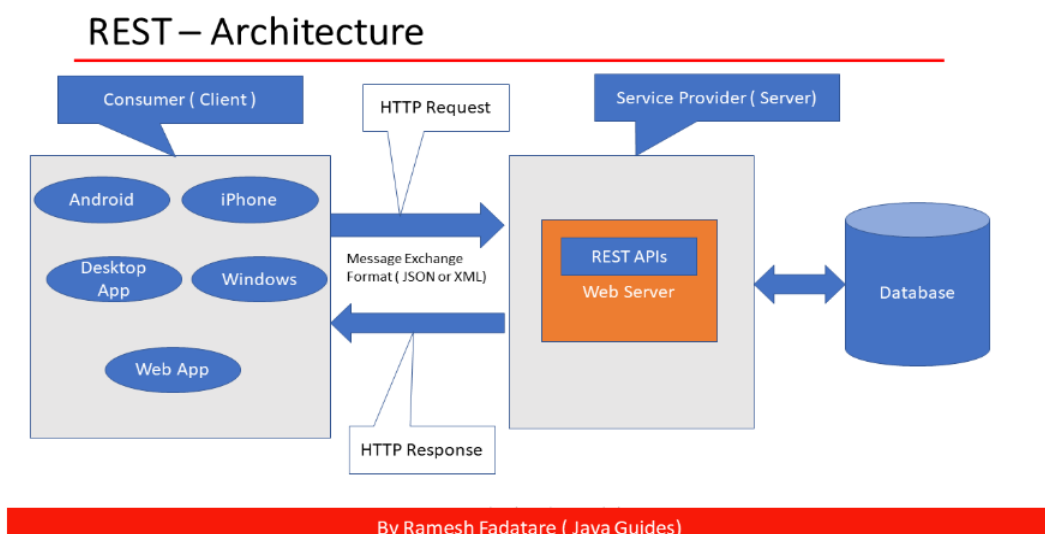 REST – Architecture
Consumer ( Client )
HTTP Request
Service Provider ( Server)
Android
iPhone
Desktop
App
Windows
Web App
Message Exchange
Format ( JSON or XML)
REST APIs
Web Server
Database
HTTP Response
By Ramesh Fadatare ( Java Guides)